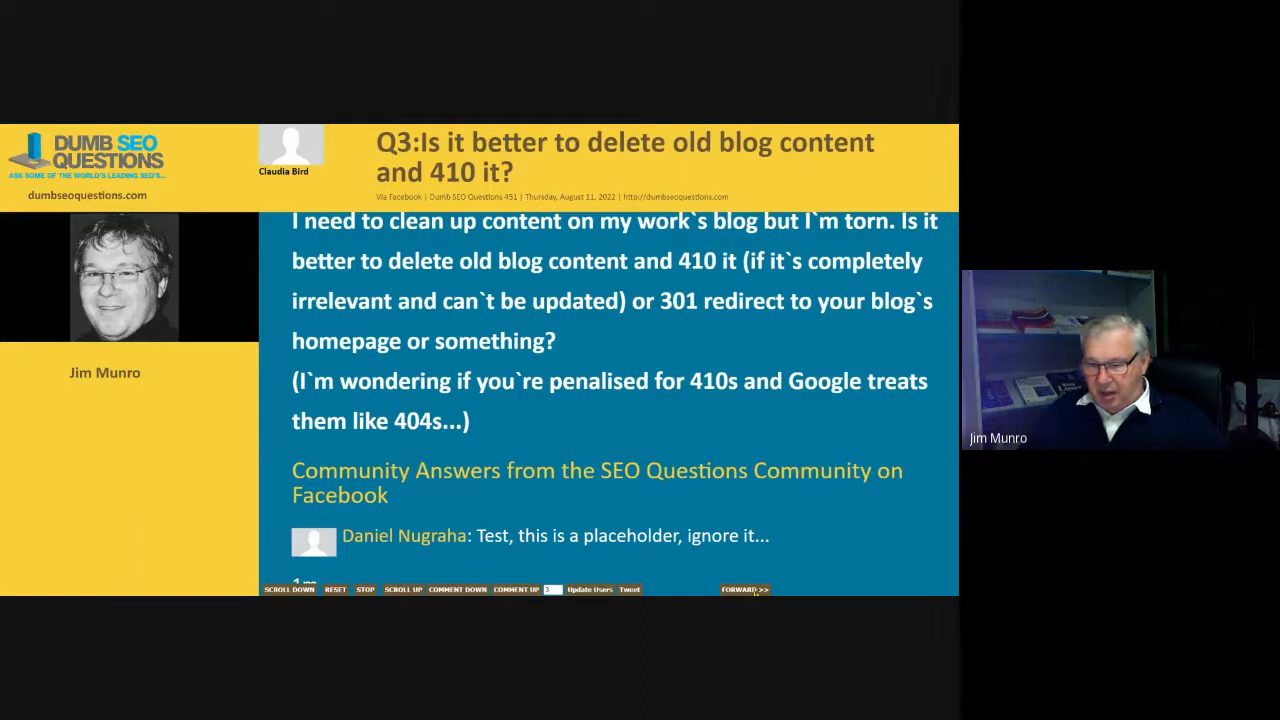 DUMB SEO
QUESTIONS
ASK SOME OF THE WORLD'S LEADING SEO'S...
dumbseoquestions.com
Claudia Bird
Q3:Is it better to delete old blog content
and 410 it?
Via Facebook | Dumb SEO Questions 451 | Thursday, August 11, 2022 | http://dumbseoquestions.com
Jim Munro
I need to clean up content on my work`s blog but I`m torn. Is it
better to delete old blog content and 410 it (if it`s completely
irrelevant and can`t be updated) or 301 redirect to your blog`s
homepage or something?
(I`m wondering if you`re penalised for 410s and Google treats
them like 404s...)
Community Answers from the SEO Questions Community on
Facebook
Daniel Nugraha: Test, this is a placeholder, ignore it...
SCROLL DOWN RESET STOP SCROLL UP COMMENT DOWN COMMENT UP 3 Update Users Tweet FORWARD >>
Jim Munro